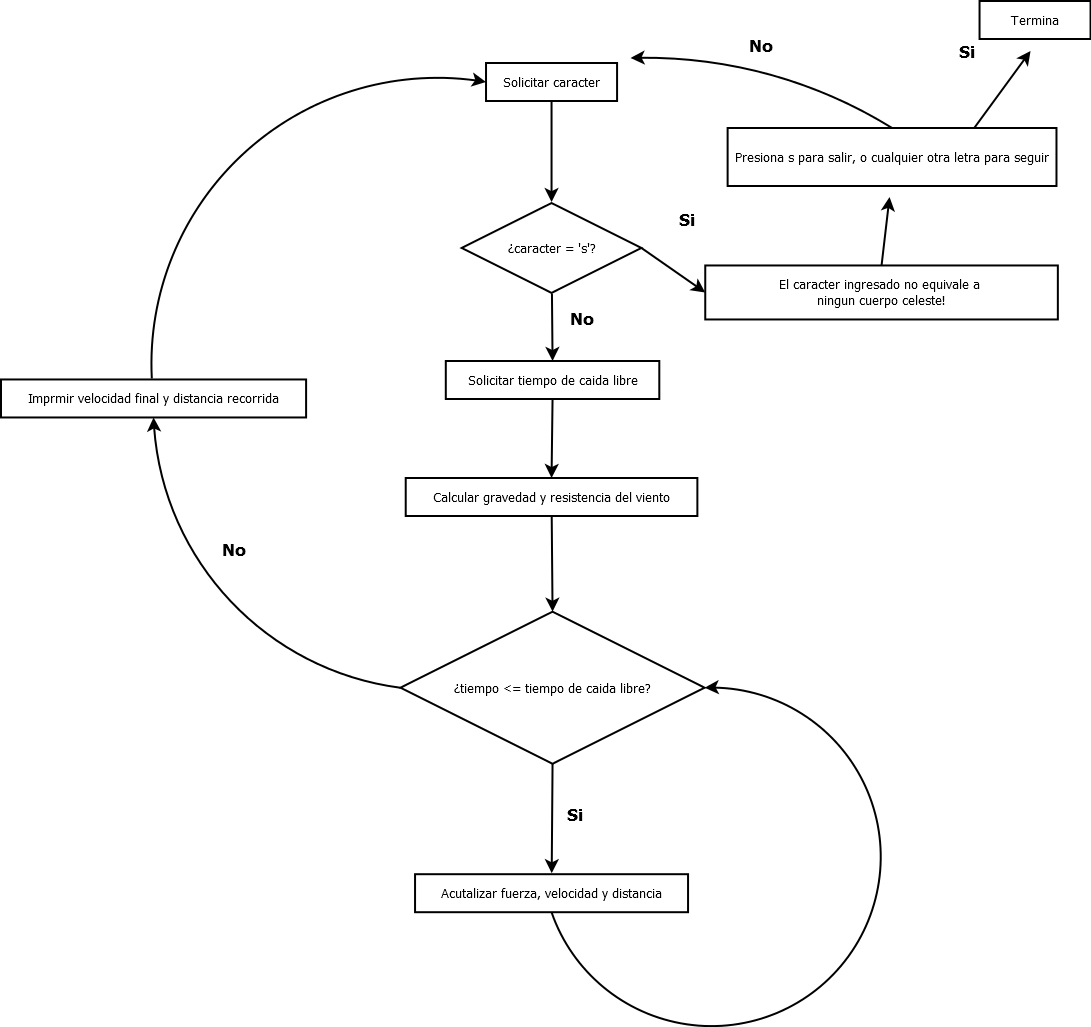 Termina
No
Si
Solicitar caracter
Presiona s para salir, o cualquier otra letra para seguir
Si
¿caracter = 's'?
El caracter ingresado no equivale a
ningun cuerpo celeste!
No
Solicitar tiempo de caida libre
Imprmir velocidad final y distancia recorrida
Calcular gravedad y resistencia del viento
No
¿tiempo <= tiempo de caida libre?
Si
Acutalizar fuerza, velocidad y distancia